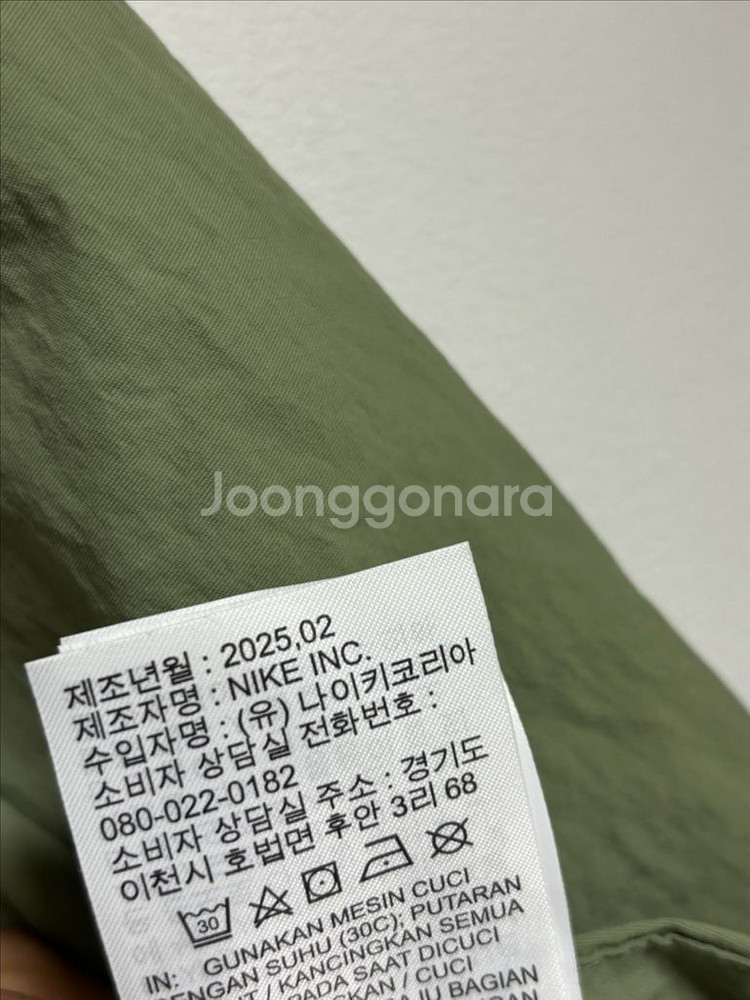 Joonggonara
제조년월 : 2025,02
제조자명 : NIKE INC.
수입자명 : (유) 나이키코리아
소비자 상담실 전화번호 :
080-022-0182
소비자 상담실 주소 : 경기도
이천시 호법면 후안 3리 68
30
IN: GUNAKAN MESIN CUCI
DENGAN SUHU (30C); PUTARAN
/ KANCINGKAN SEMUA
PADA SAAT DICUCI
/ CUCI
BAGIAN